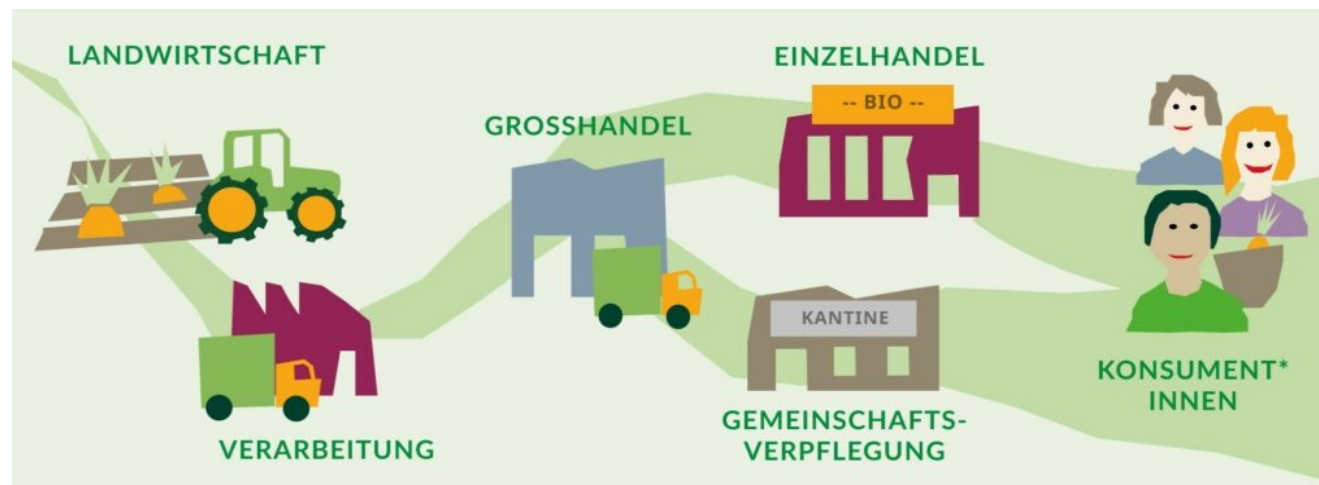 LANDWIRTSCHAFT
VERARBEITUNG
GROSSHANDEL
EINZELHANDEL
-- BIO --
KANTINE
GEMEINSCHAFTS-
VERPFLEGUNG
KONSUMENT*
INNEN